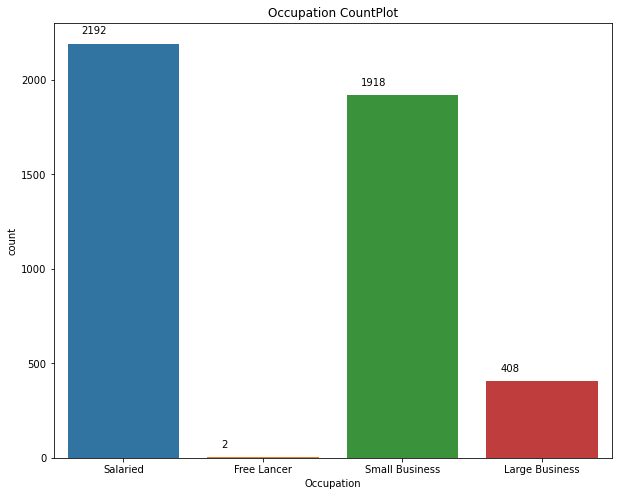 Occupation CountPlot
2192
1918
408
2
2000
1500
1000
500
0
count
Salaried
Free Lancer
Small Business
Large Business
Occupation